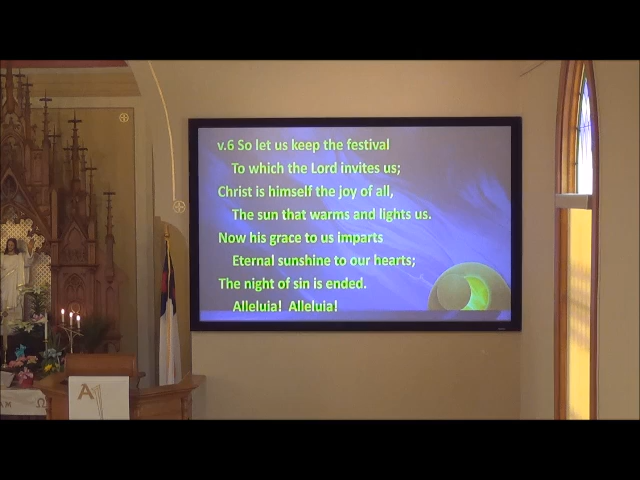 v.6 So let us keep the festival
To which the Lord invites us;
Christ is himself the joy of all,
The sun that warms and lights us.
Now his grace to us imparts
Eternal sunshine to our hearts;
The night of sin is ended.
Alleluia! Alleluia!
A
Α Ω